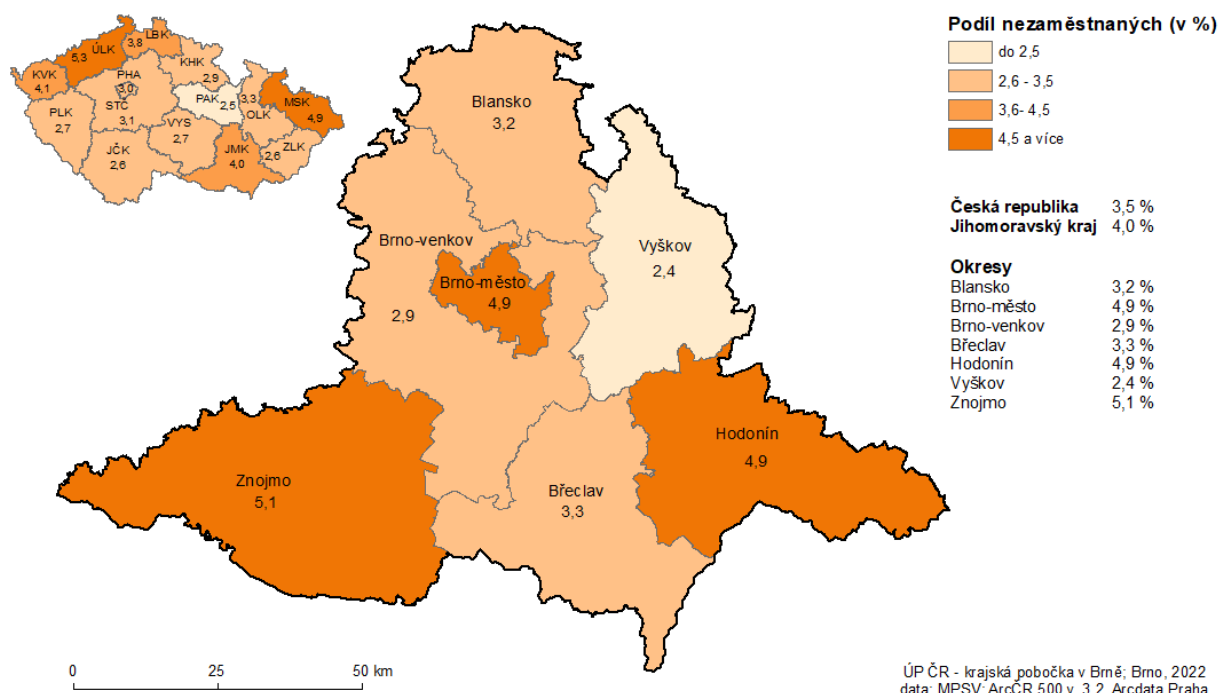 LBK
3,8
ÚLK
5,3
KVK
4,1
PHA
3,0
KHK
2,9
PAK
2,5
3,3
OLK
MSK
4,9
PLK
2,7
STČ
3,1
VYS
2,7
JČK
2,6
JMK
4,0
2,6
ZLK
Podíl nezaměstnaných (v %)
do 2,5
2,6 - 3,5
3,6- 4,5
4,5 a více
Blansko
3,2
Brno-venkov
2,9
Brno-město
4,9
Vyškov
2,4
Znojmo
5,1
Břeclav
3,3
Hodonín
4,9
Česká republika 3,5 %
Jihomoravský kraj 4,0 %
Okresy
Blansko 3,2 %
Brno-město 4,9 %
Brno-venkov 2,9 %
Břeclav 3,3 %
Hodonín 4,9 %
Vyškov 2,4 %
Znojmo 5,1 %
0 25 50 km
ÚP ČR - krajská pobočka v Brně; Brno, 2022
data: MPSV; ArcČR 500 v. 3.2, Arcdata Praha